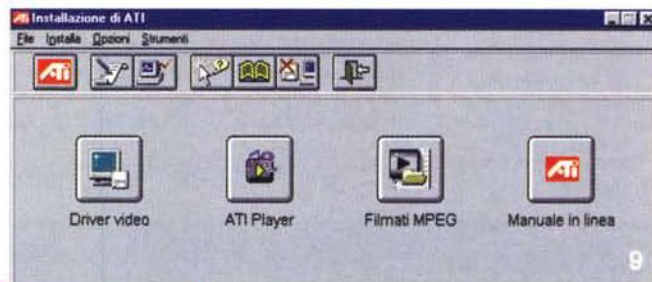 ATI Installazione di ATI
File Installa Opzioni Strumenti
ATI
Driver video ATI Player Filmati MPEG Manuale in linea
ATI
9